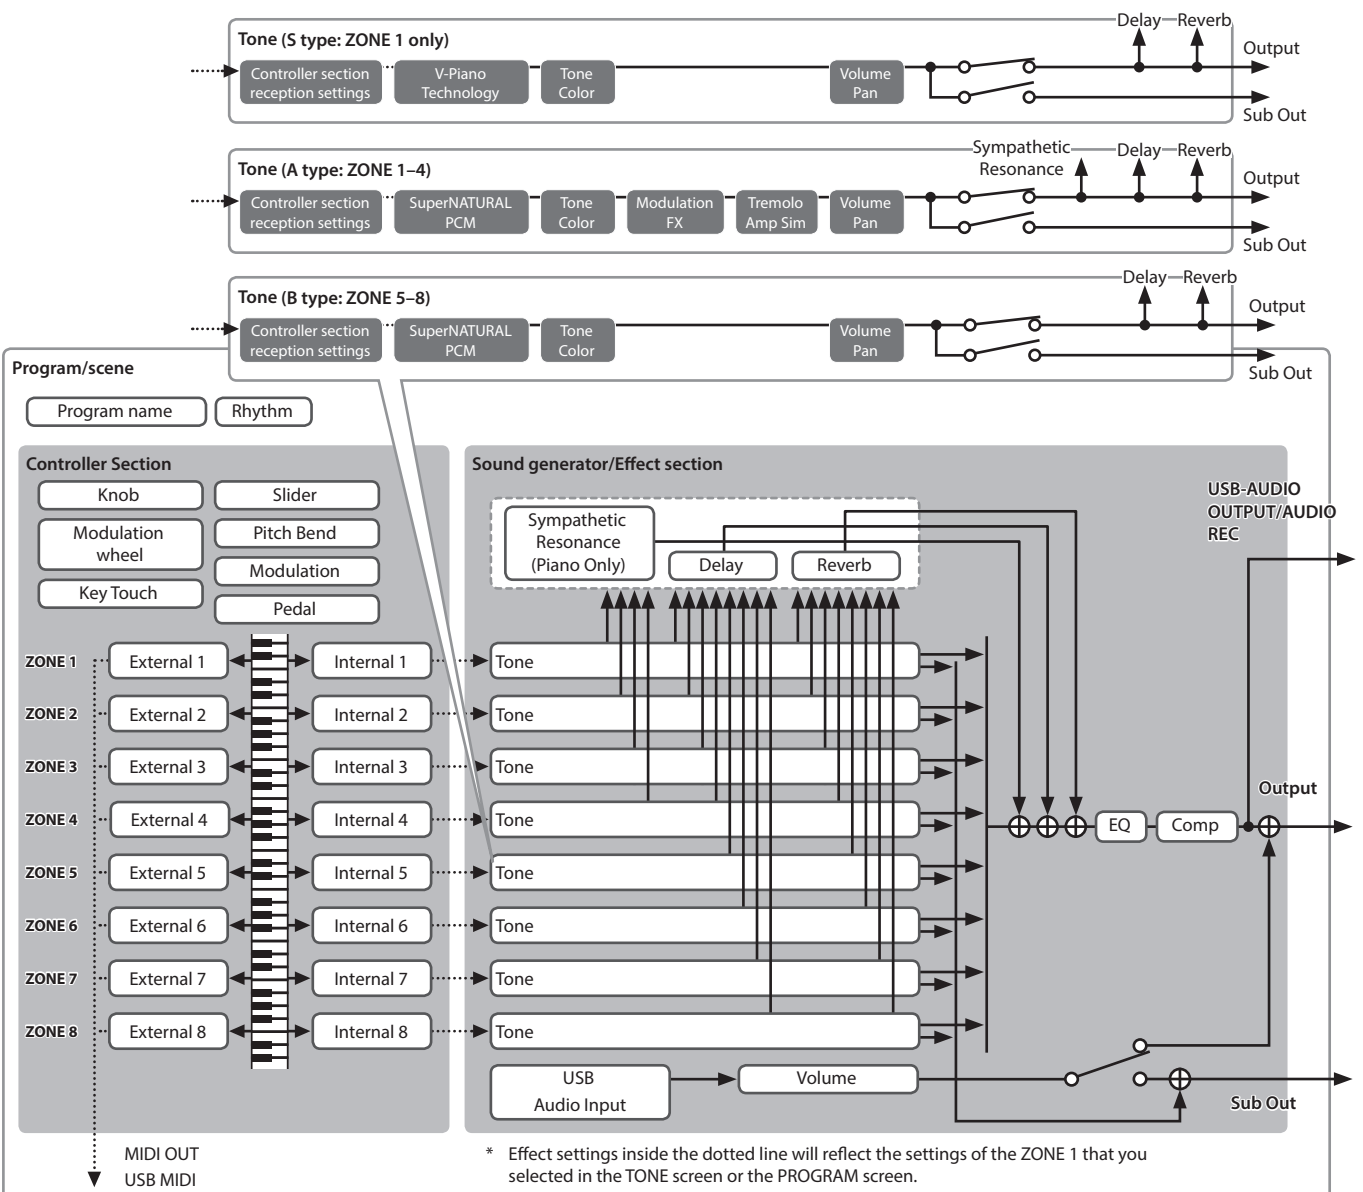 Delay Reverb
Tone (S type: ZONE 1 only)
Output
Controller section
reception settings
V-Piano
Technology
Tone
Color
Volume
Pan
Sub Out
Sympathetic
Resonance
Delay Reverb
Tone (A type: ZONE 1–4)
Output
Controller section
reception settings
SuperNATURAL
PCM
Tone
Color
Modulation
FX
Tremolo
Amp Sim
Volume
Pan
Sub Out
Delay Reverb
Tone (B type: ZONE 5–8)
Output
Controller section
reception settings
SuperNATURAL
PCM
Tone
Color
Volume
Pan
Sub Out
Program/scene
Program name
Rhythm
Controller Section
Knob
Slider
Modulation
wheel
Pitch Bend
Modulation
Key Touch
Pedal
Sound generator/Effect section
USB-AUDIO
OUTPUT/AUDIO
REC
Sympathetic
Resonance
(Piano Only)
Delay
Reverb
ZONE 1 External 1 Internal 1 Tone
ZONE 2 External 2 Internal 2 Tone
ZONE 3 External 3 Internal 3 Tone
ZONE 4 External 4 Internal 4 Tone
ZONE 5 External 5 Internal 5 Tone
ZONE 6 External 6 Internal 6 Tone
ZONE 7 External 7 Internal 7 Tone
ZONE 8 External 8 Internal 8 Tone
EQ
Comp
Output
USB
Audio Input
Volume
Sub Out
MIDI OUT
USB MIDI
* Effect settings inside the dotted line will reflect the settings of the ZONE 1 that you
selected in the TONE screen or the PROGRAM screen.